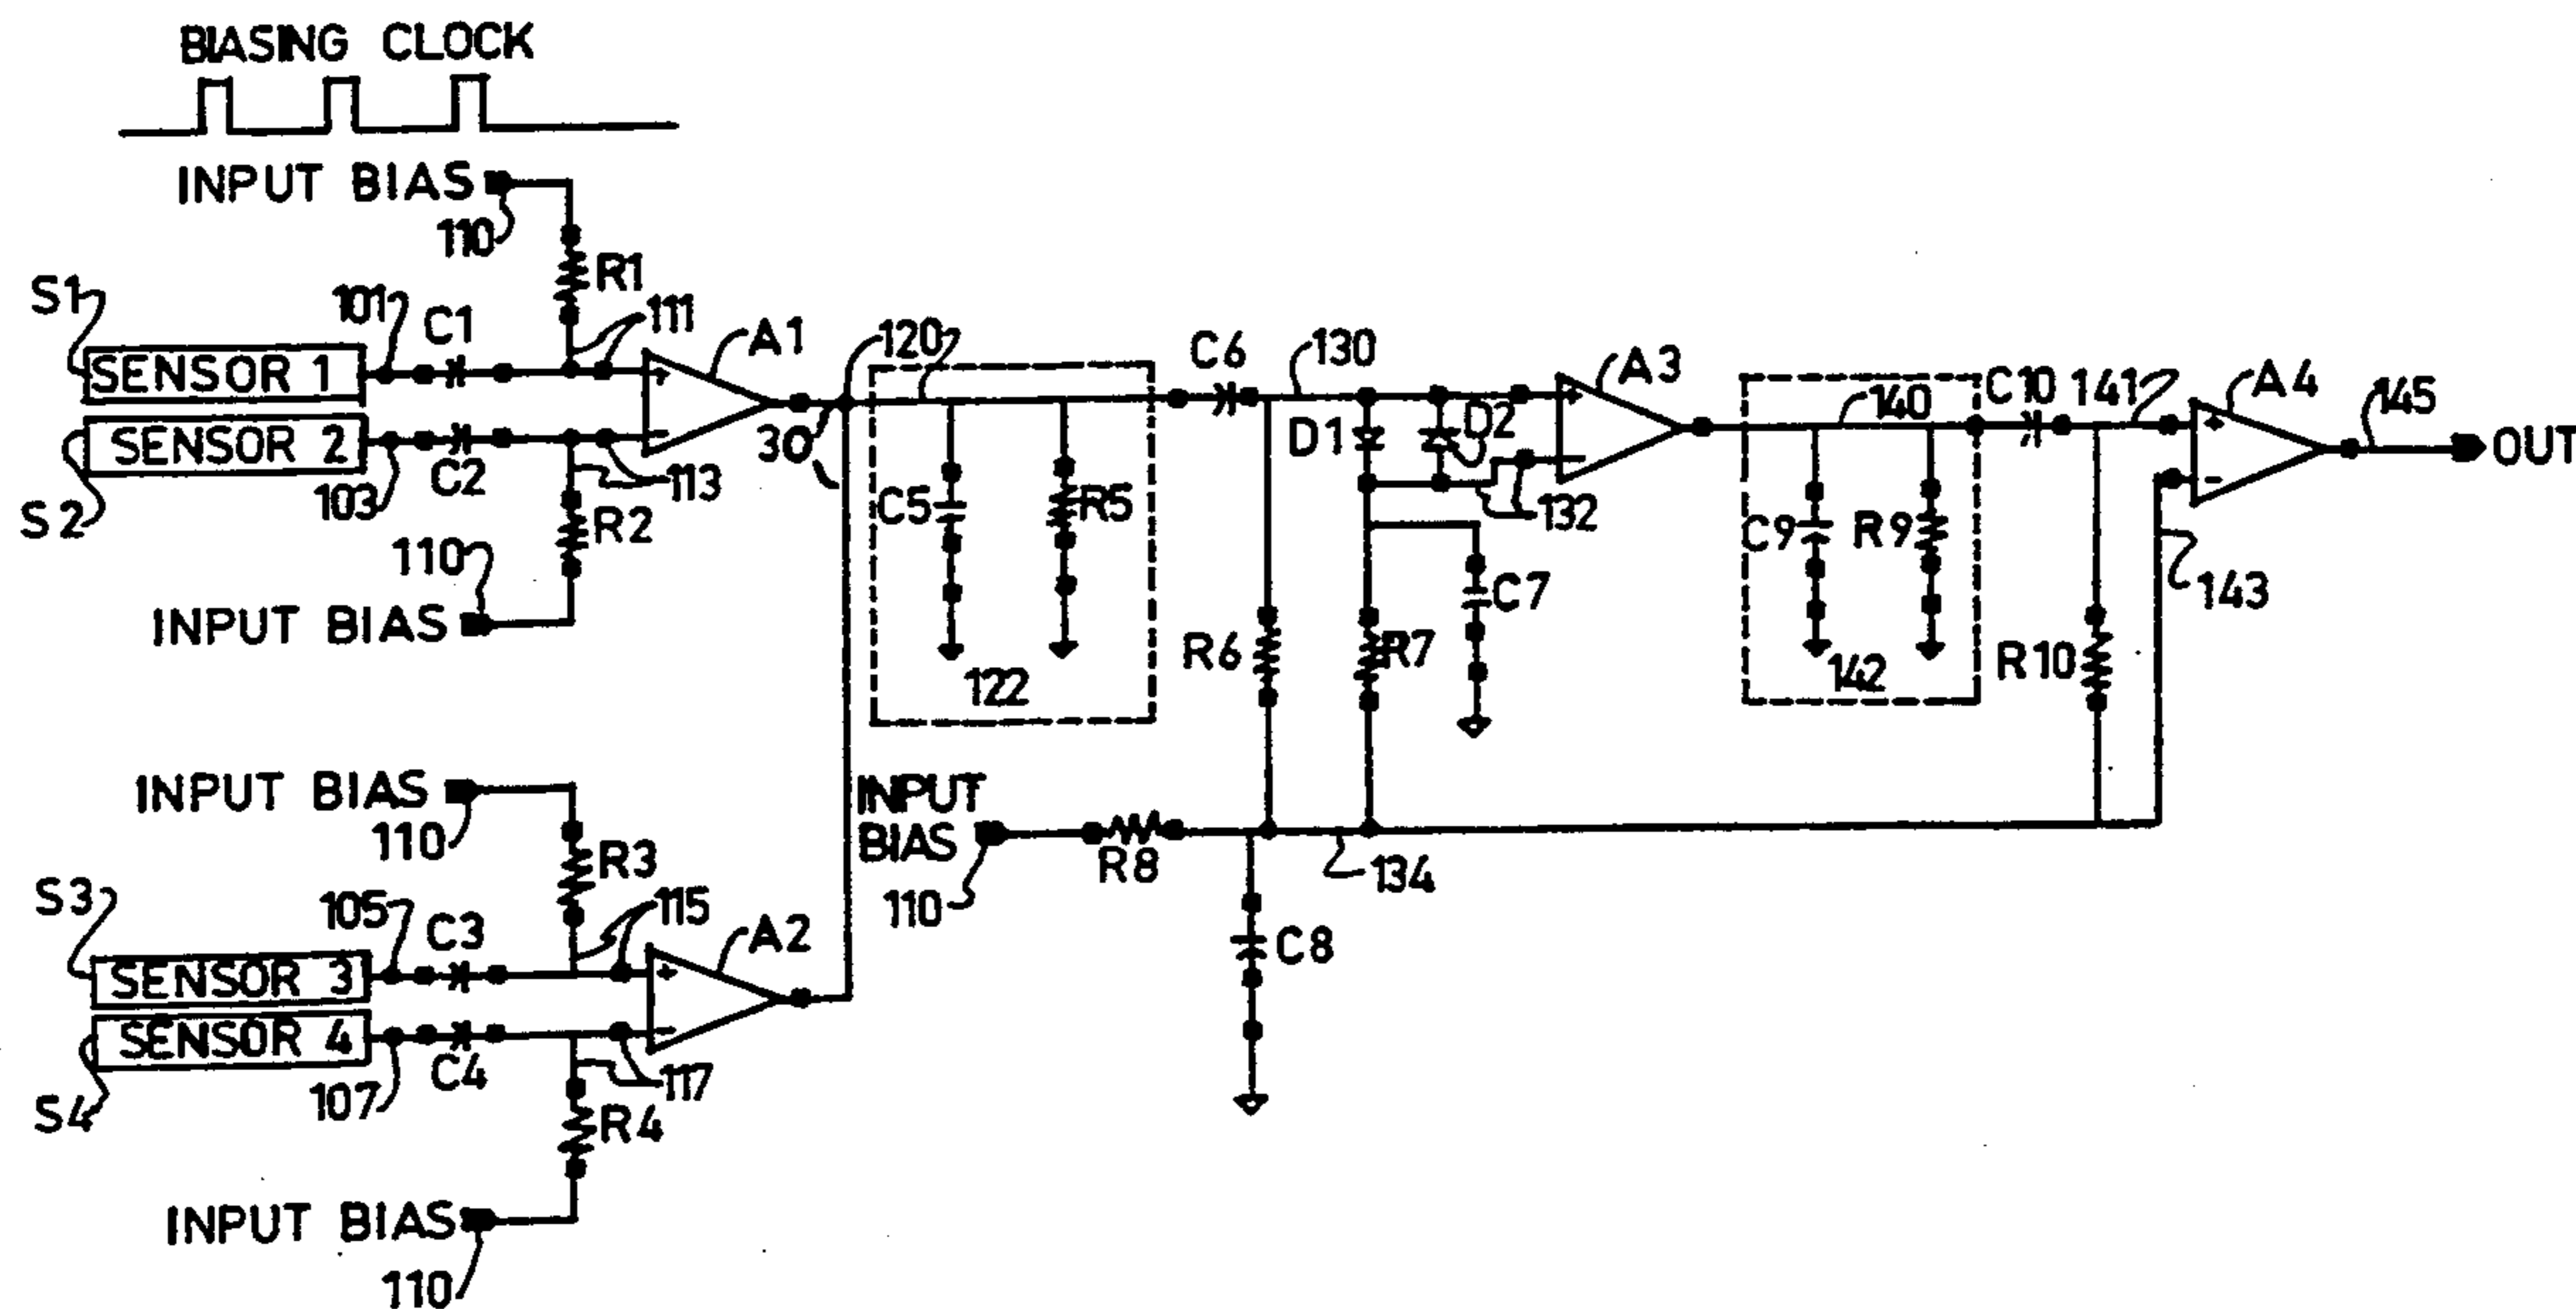 BIASING CLOCK
INPUT BIAS
110
R1
S1
101
C1
111
A1
SENSOR 1
SENSOR 2
S2
103
C2
113
R2
110
INPUT BIAS
30
120
C5
R5
122
C6
130
D1
D2
A3
132
C7
R6
R7
140
C9
R9
142
C10
141
A4
145
OUT
143
R10
INPUT BIAS
110
R3
S3
105
C3
115
A2
SENSOR 3
SENSOR 4
S4
107
C4
117
R4
INPUT BIAS
110
INPUT
BIAS
110
R8
134
C8
+
-
+
-
+
-
+
-